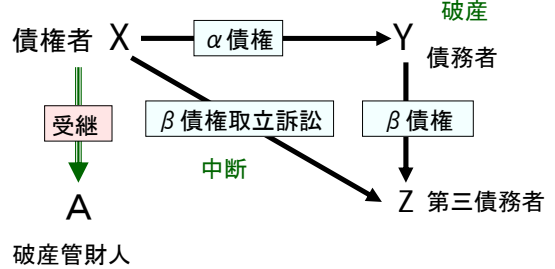 破産
債権者 X
α債権
Y
債務者
受継
β債権取立訴訟
β債権
中断
A
Z 第三債務者
破産管財人